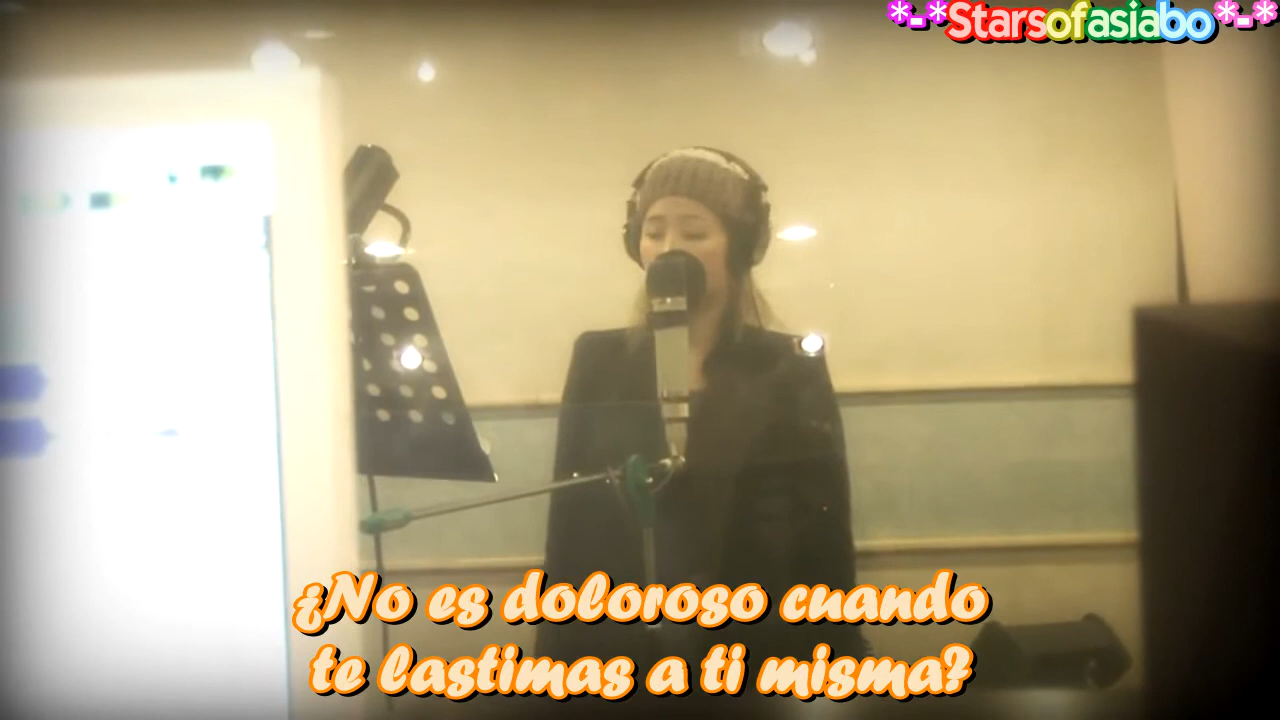 *-*Starsofasiabo*-*
¿No es doloroso cuando
te lastimas a ti misma?